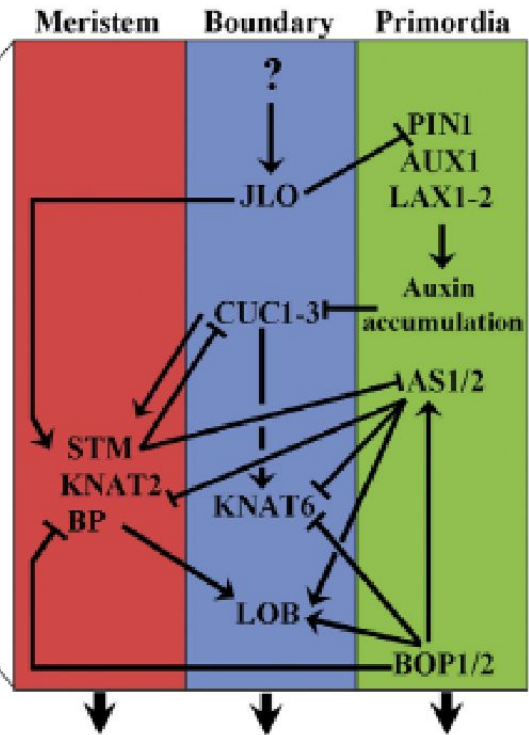 Meristem Boundary Primordia
?
PIN1
AUX1
JLO LAX1-2
Auxin
CUC1-3 accumulation
AS1/2
STM
KNAT2
KNAT6
BP
LOB
BOP1/2